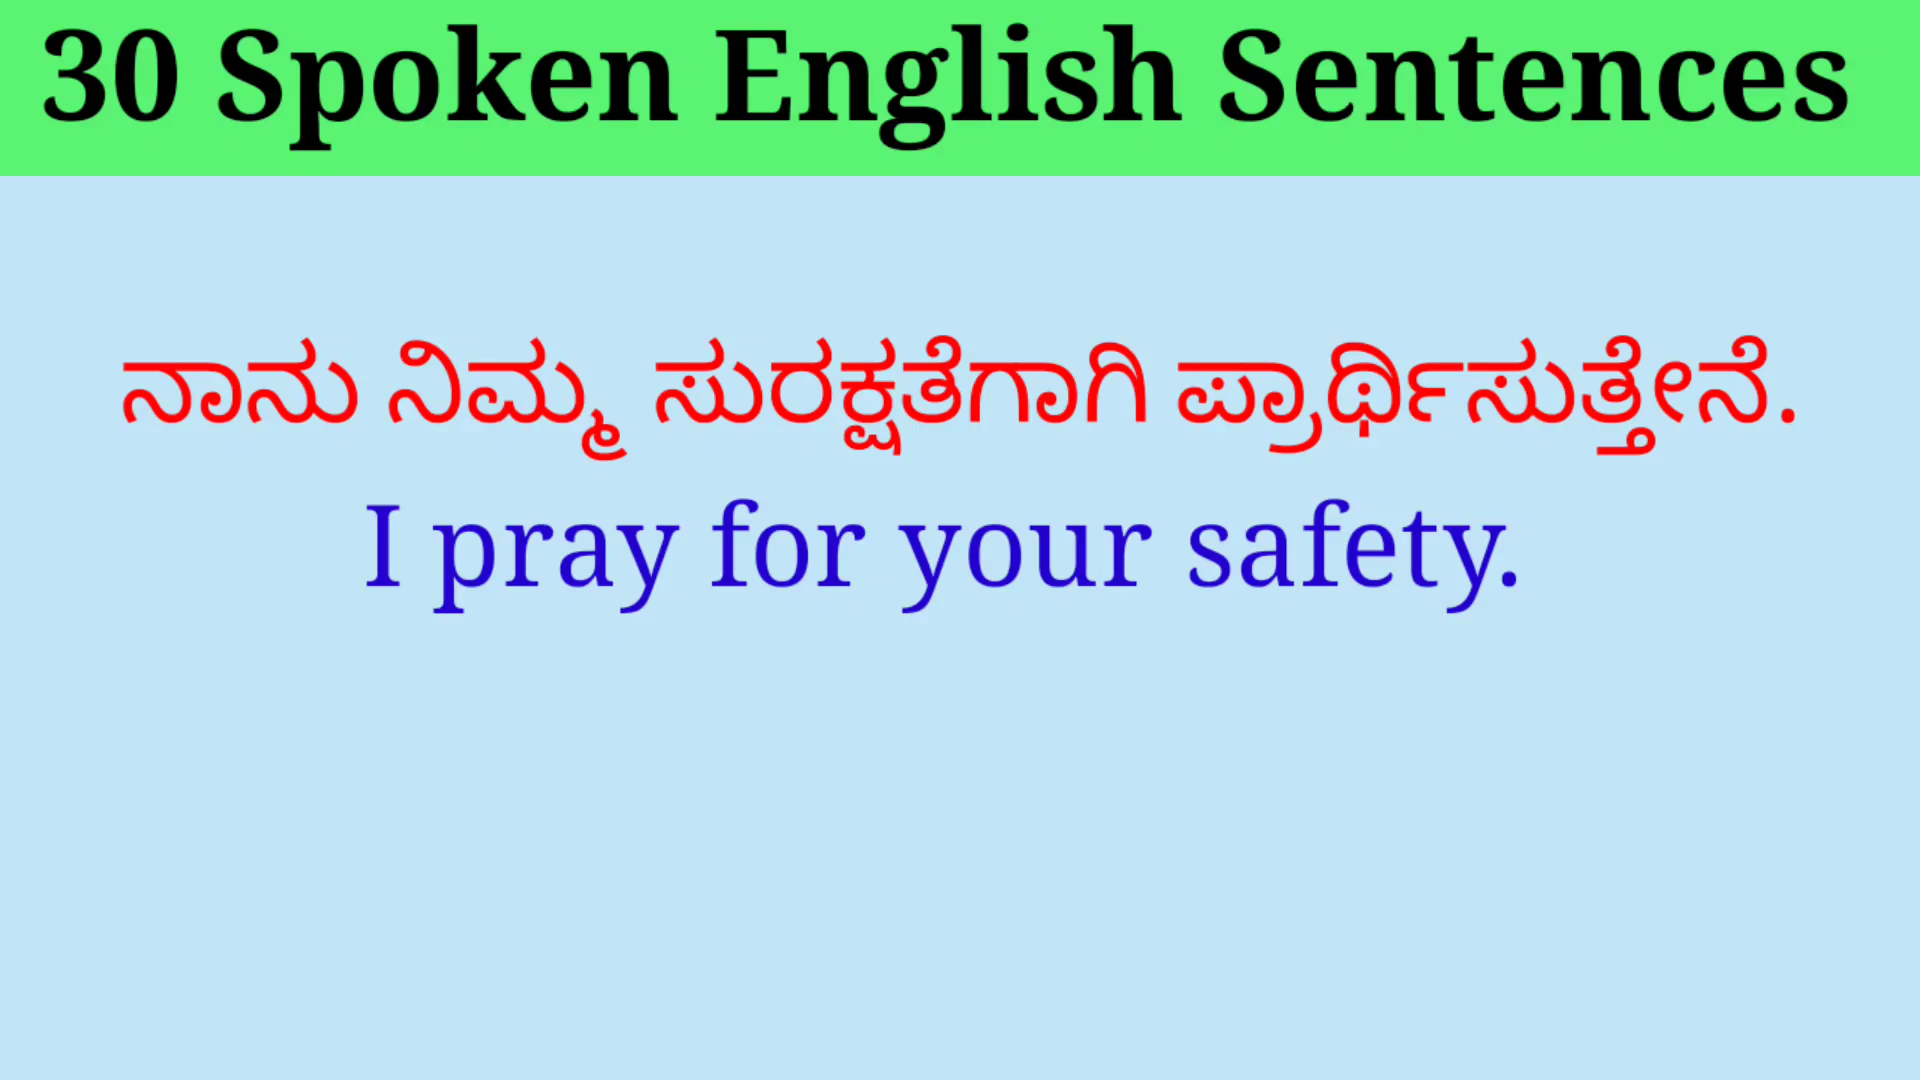 30 Spoken English Sentences
ನಾನು ನಿಮ್ಮ ಸುರಕ್ಷತೆಗಾಗಿ ಪ್ರಾರ್ಥಿಸುತ್ತೇನೆ.
I pray for your safety.